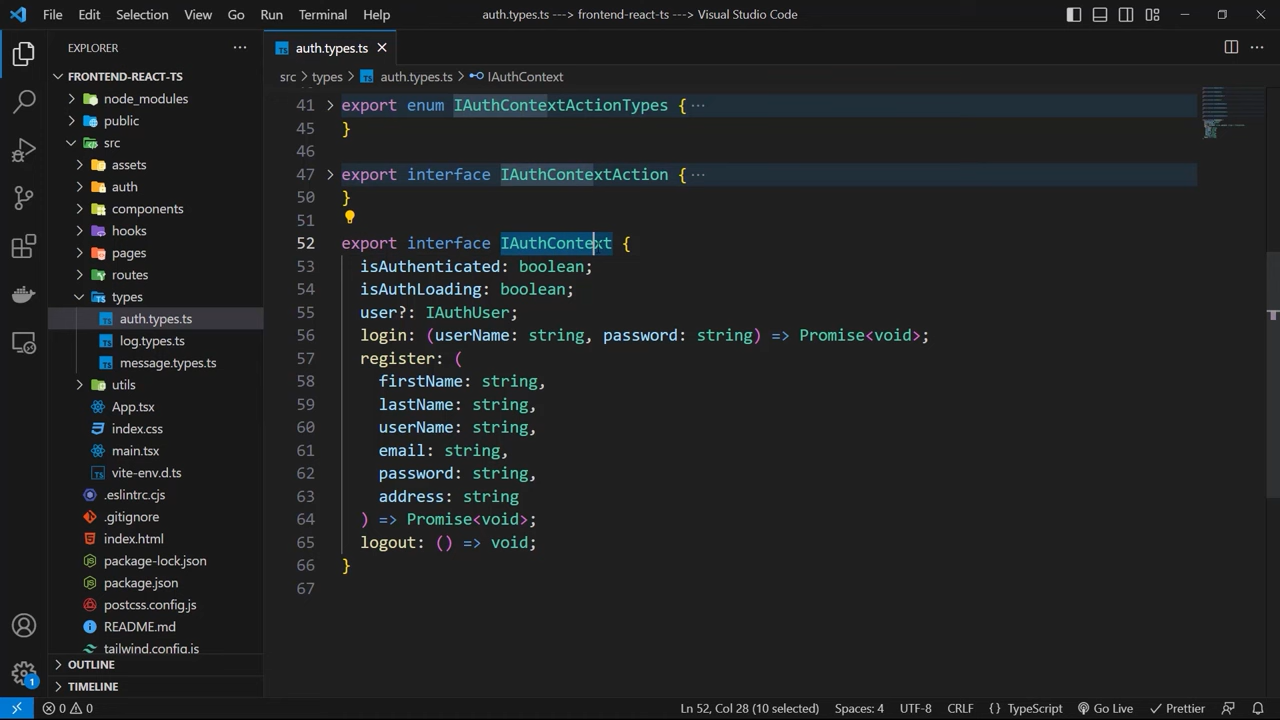 File Edit Selection View Go Run Terminal Help
auth.types.ts ---> frontend-react-ts ---> Visual Studio Code
EXPLORER
FRONTEND-REACT-TS
node_modules
public
src
assets
auth
components
hooks
pages
routes
types
auth.types.ts
log.types.ts
message.types.ts
utils
App.tsx
index.css
main.tsx
vite-env.d.ts
.eslintrc.cjs
.gitignore
index.html
package-lock.json
package.json
postcss.config.js
README.md
tailwind.config.js
OUTLINE
TIMELINE
1
auth.types.ts
src > types > auth.types.ts > IAuthContext
41 export enum IAuthContextActionTypes { ...
45 }
46
47 export interface IAuthContextAction { ...
50 }
51
52 export interface IAuthContext {
53 isAuthenticated: boolean;
54 isAuthLoading: boolean;
55 user?: IAuthUser;
56 login: (userName: string, password: string) => Promise<void>;
57 register: (
58 firstName: string,
59 lastName: string,
60 userName: string,
61 email: string,
62 password: string,
63 address: string
64 ) => Promise<void>;
65 logout: () => void;
66 }
67
0 0 Ln 52, Col 28 (10 selected) Spaces: 4 UTF-8 CRLF {} TypeScript Go Live Prettier